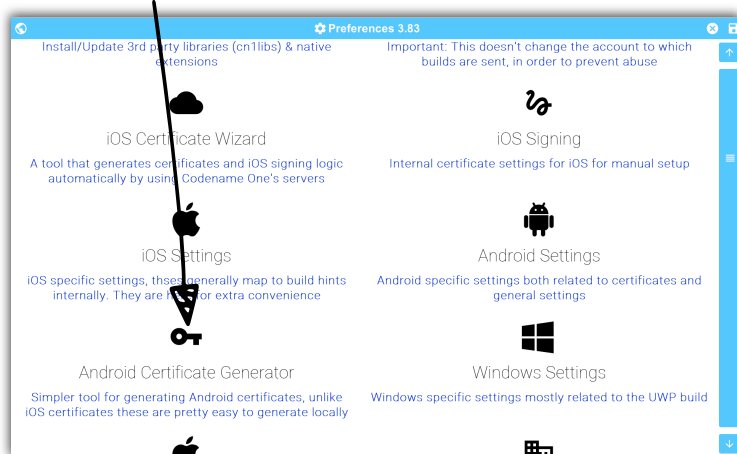 Preferences 3.83
Install/Update 3rd party libraries (cn1libs) & native
extensions
Important: This doesn't change the account to which
builds are sent, in order to prevent abuse
iOS Certificate Wizard
A tool that generates certificates and iOS signing logic
automatically by using Codename One's servers
iOS Signing
Internal certificate settings for iOS for manual setup
iOS Settings
iOS specific settings, thses generally map to build hints
internally. They are here for extra convenience
Android Settings
Android specific settings both related to certificates and
general settings
Android Certificate Generator
Simpler tool for generating Android certificates, unlike
iOS certificates these are pretty easy to generate locally
Windows Settings
Windows specific settings mostly related to the UWP build